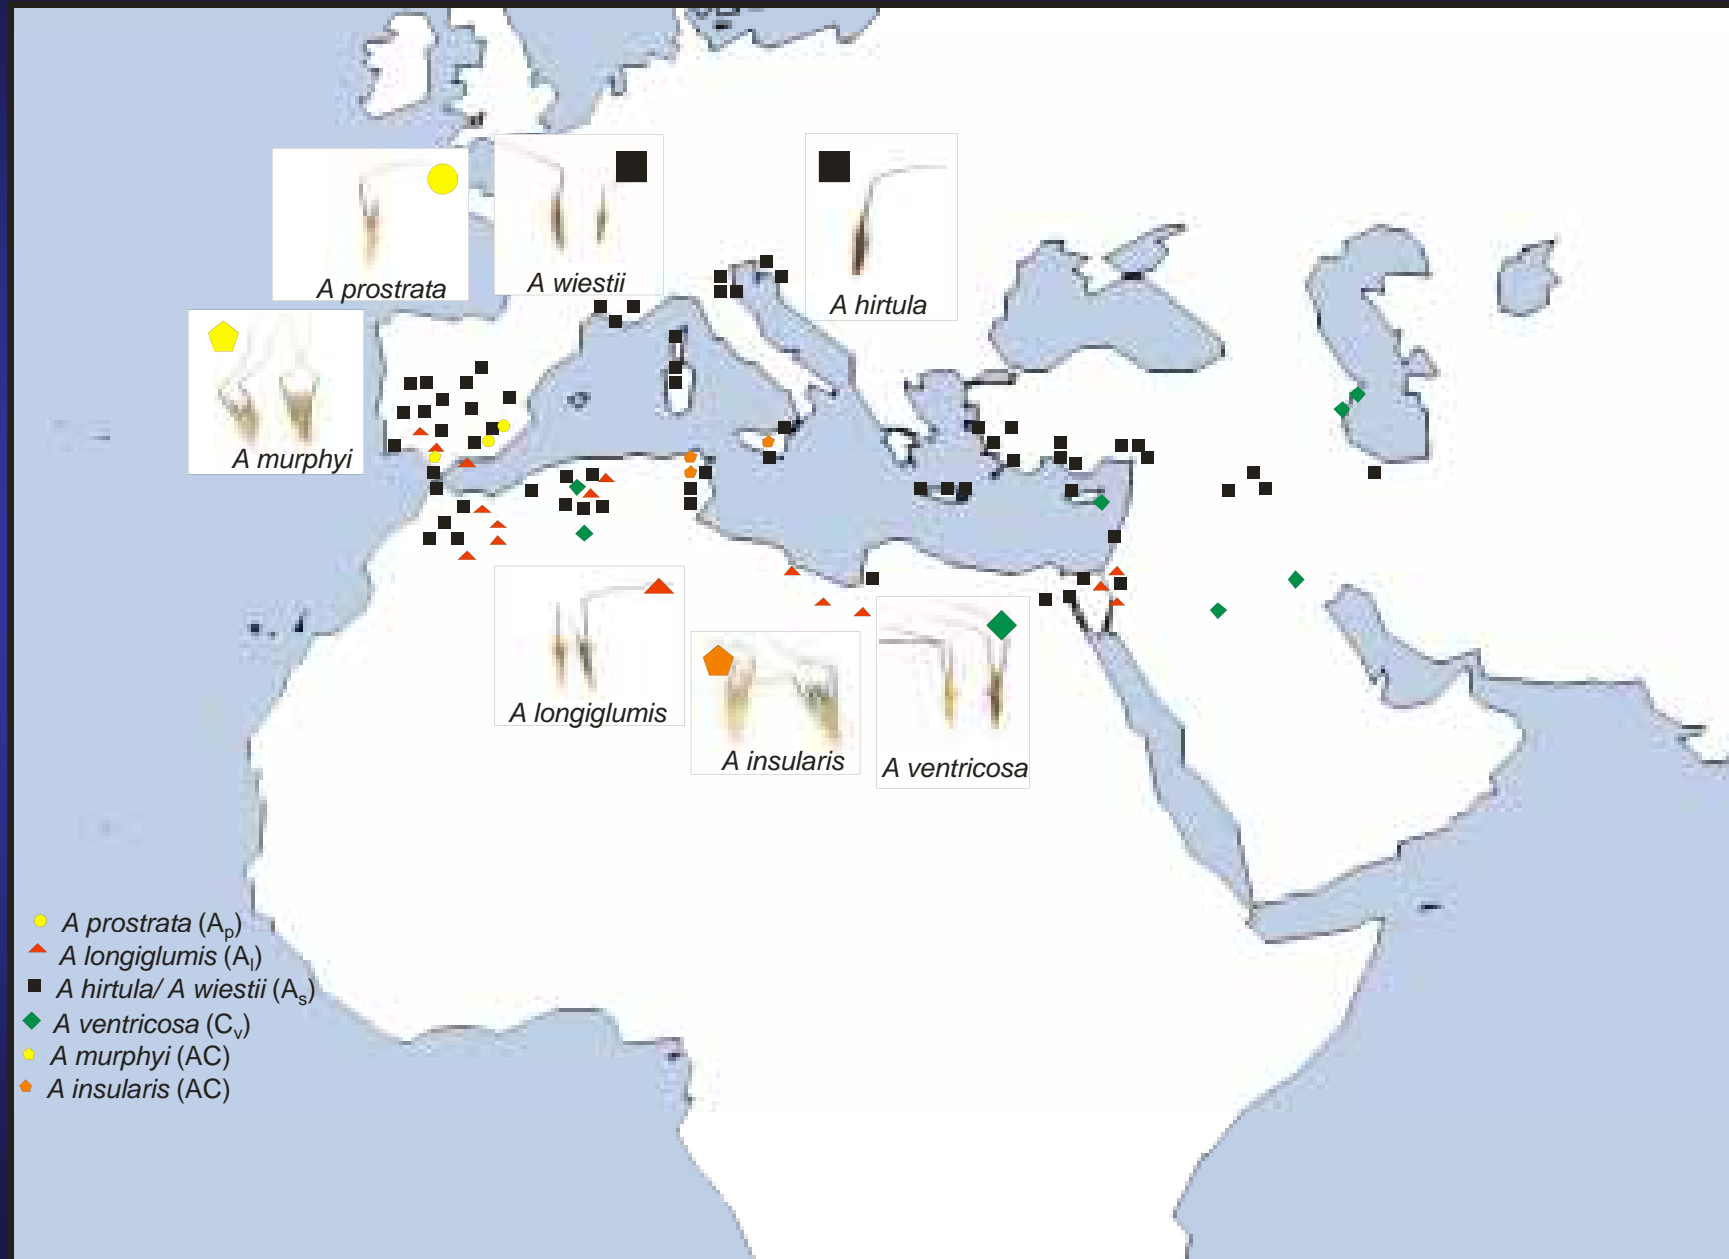 A prostrata
A wiestii
A hirtula
A murphyi
A longiglumis
A insularis
A ventricosa
A prostrata (Ap)
A longiglumis (Al)
A hirtula/ A wiestii (As)
A ventricosa (Cv)
A murphyi (AC)
A insularis (AC)